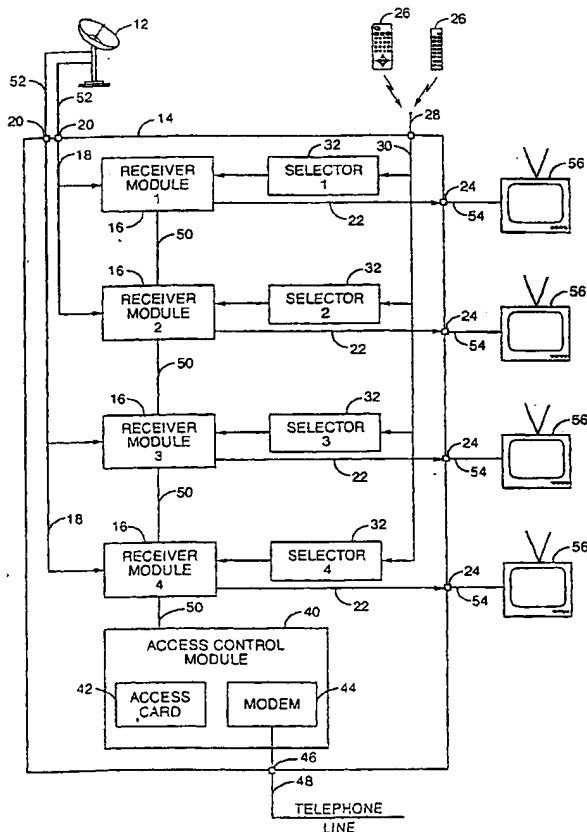 12
26
26
52
52
20
20
14
28
30
18
32
RECEIVER
MODULE
1
SELECTOR
1
16
22
24
54
56
50
16
32
RECEIVER
MODULE
2
SELECTOR
2
22
24
54
56
50
16
32
RECEIVER
MODULE
3
SELECTOR
3
22
24
54
56
50
18
16
32
RECEIVER
MODULE
4
SELECTOR
4
22
24
54
56
50
40
ACCESS CONTROL
MODULE
42
ACCESS
CARD
MODEM
44
46
48
TELEPHONE
LINE